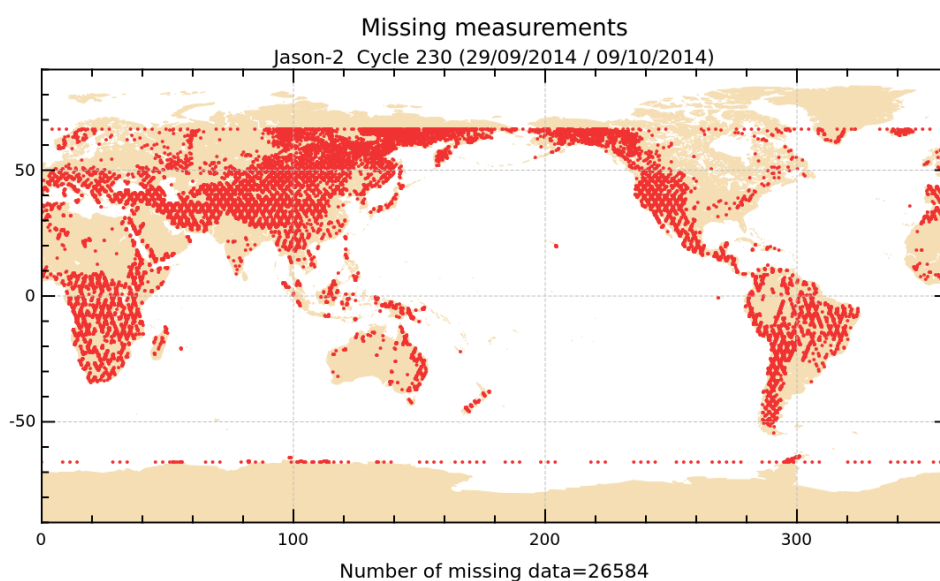 Missing measurements
Jason-2 Cycle 230 (29/09/2014 / 09/10/2014)
50
0
-50
0 100 200 300
Number of missing data=26584